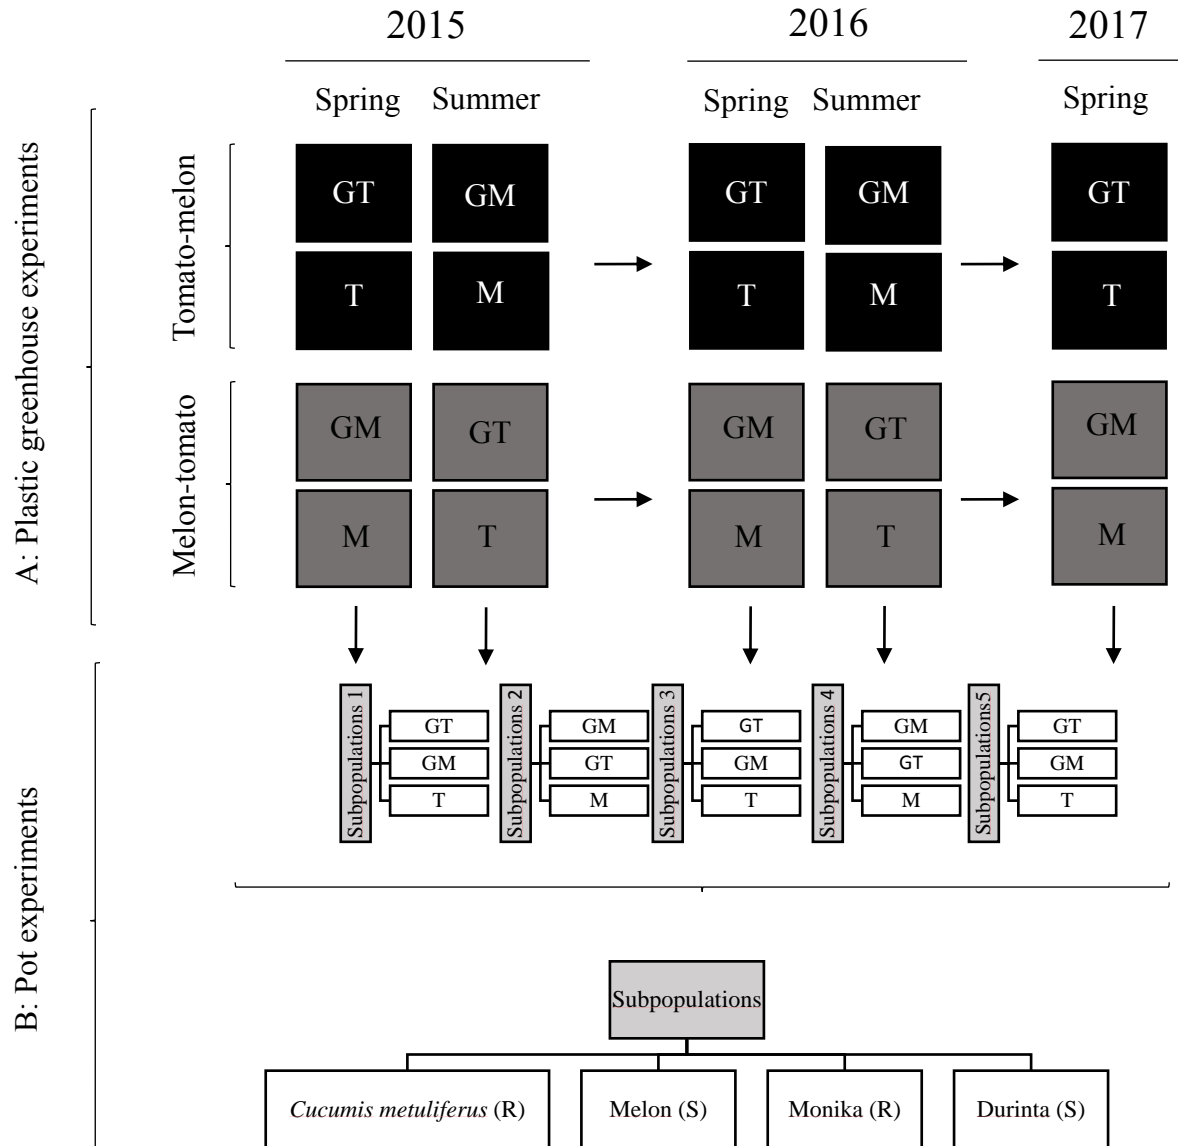 2015 2016 2017
Spring Summer Spring Summer Spring
A: Plastic greenhouse experiments
Tomato-melon
GT GM GT GM GT
T M T M T
Melon-tomato
GM GT GM GT GM
M T M T M
B: Pot experiments
Subpopulations 1
GT
GM
T
Subpopulations 2
GM
GT
M
Subpopulations 3
GT
GM
T
Subpopulations 4
GM
GT
M
Subpopulations5
GT
GM
T
Subpopulations
Cucumis metuliferus (R) Melon (S) Monika (R) Durinta (S)